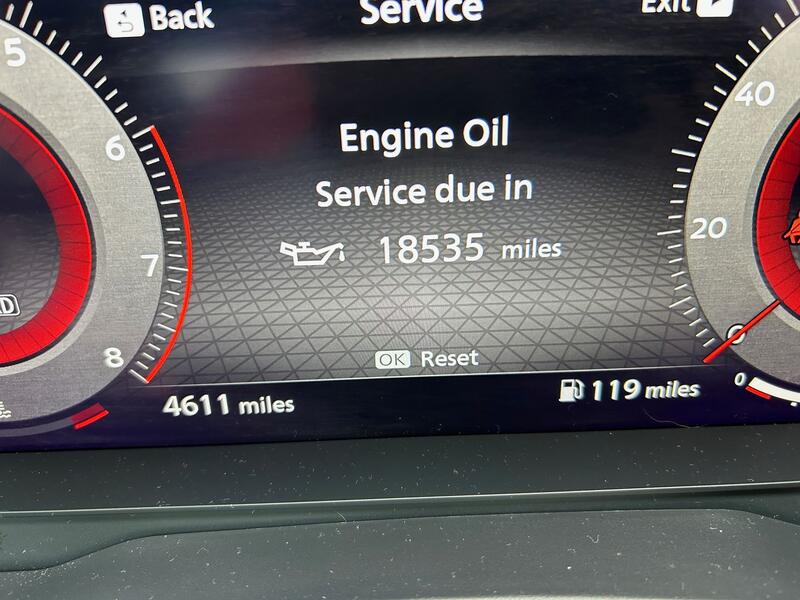 Back
Service
Exit
5
6
7
8
40
20
0
Engine Oil
Service due in
18535 miles
OK Reset
4611 miles
0
119 miles